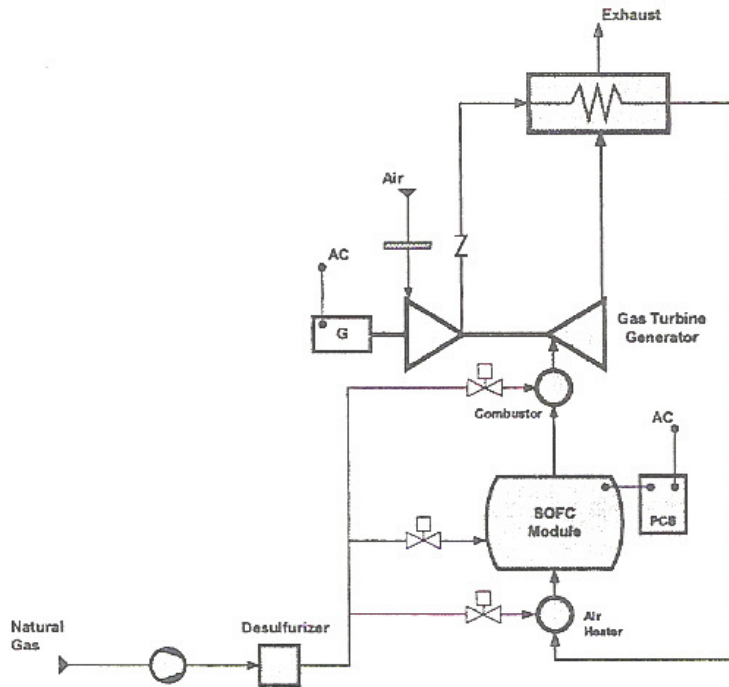 Exhaust
Air
AC
G
Gas Turbine
Generator
Combustor
AC
SOFC
Module
PCS
Air
Heater
Natural
Gas
Desulfurizer